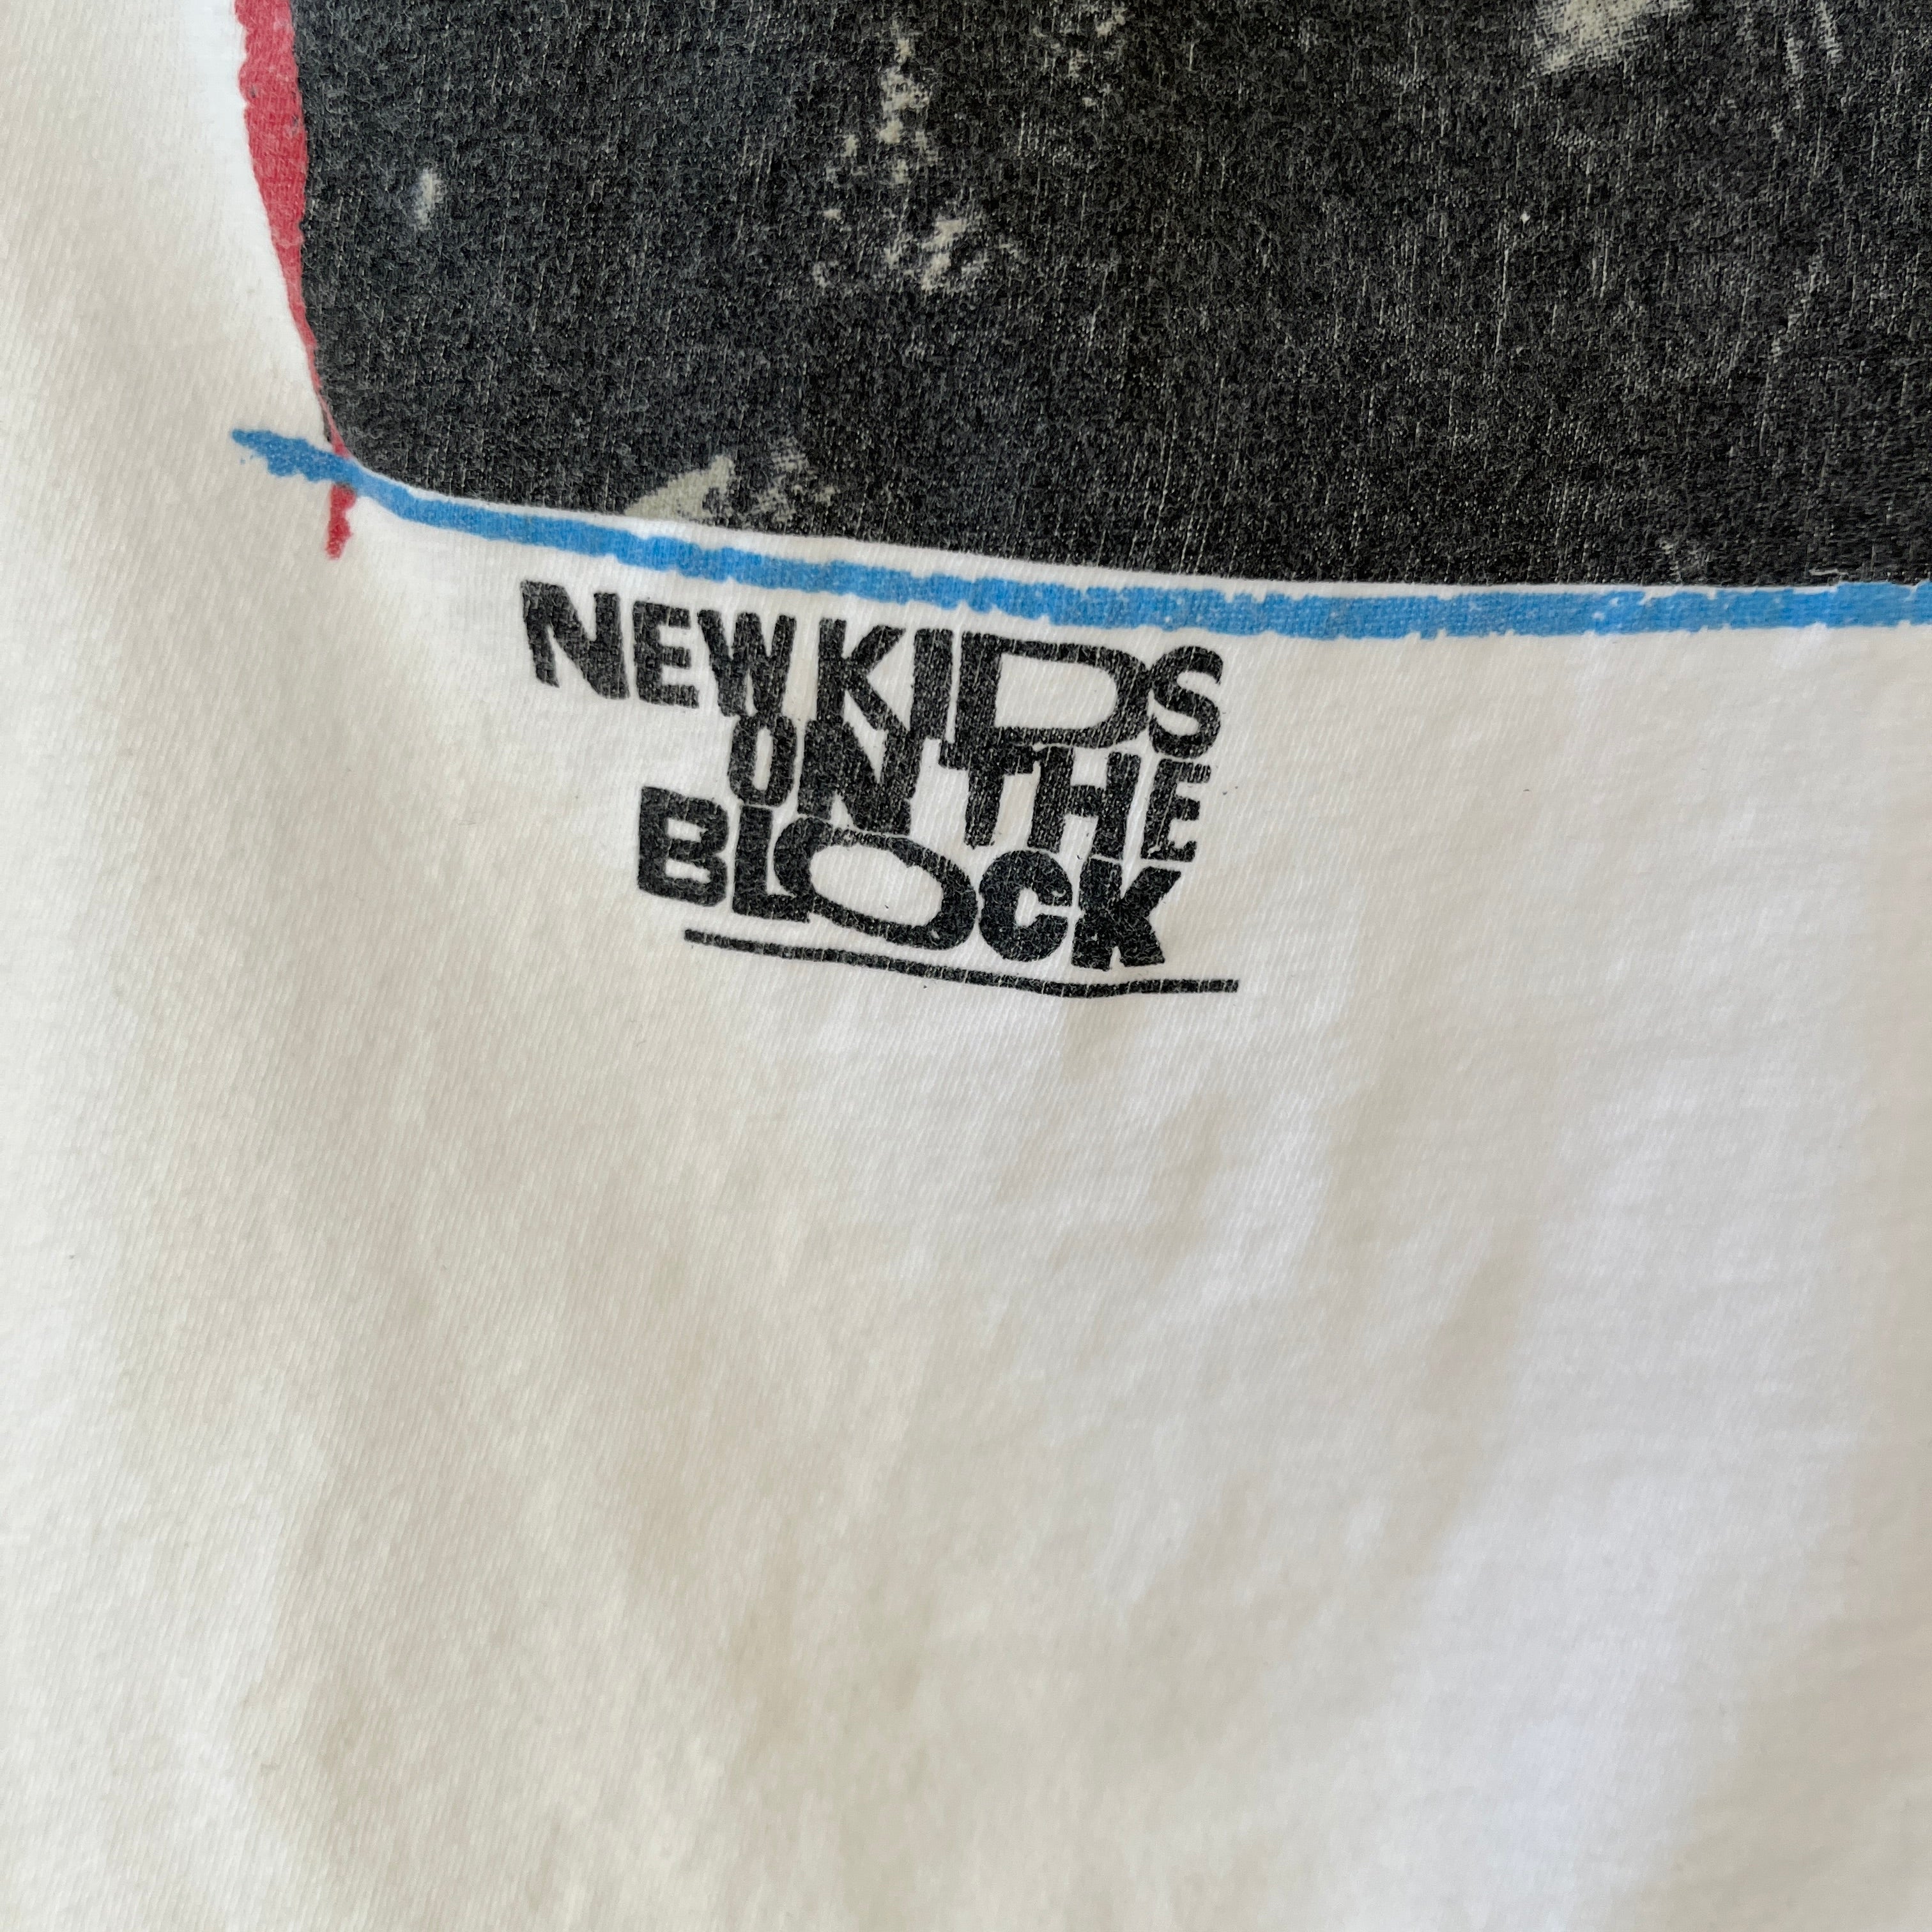 NEW KIDS
ON THE
BLOCK